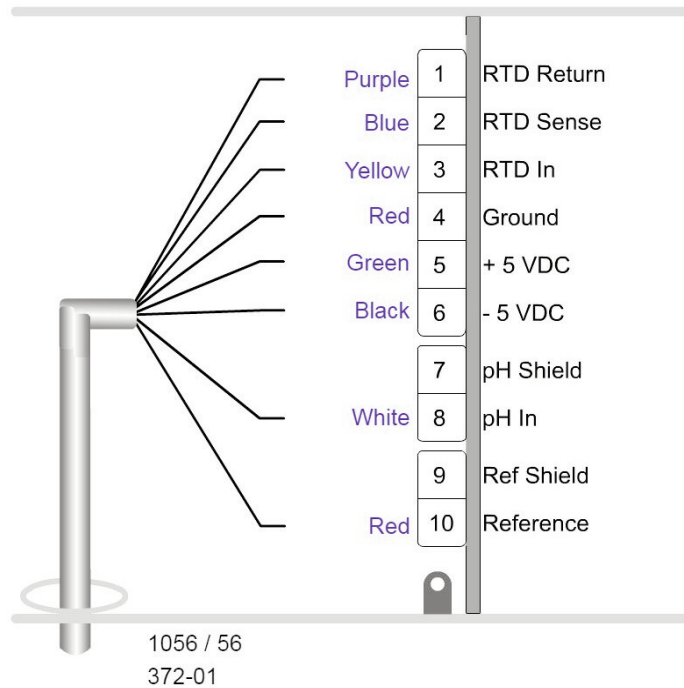 Purple 1 RTD Return
Blue 2 RTD Sense
Yellow 3 RTD In
Red 4 Ground
Green 5 + 5 VDC
Black 6 - 5 VDC
7 pH Shield
White 8 pH In
9 Ref Shield
Red 10 Reference
1056 / 56
372-01